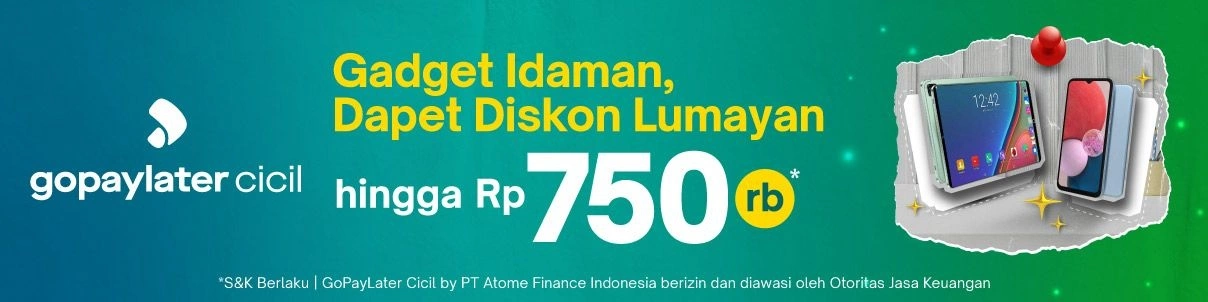 gopaylater cicil
Gadget Idaman,
Dapet Diskon Lumayan
hingga Rp 750 rb*
12:42
*S&K Berlaku | GoPayLater Cicil by PT Atome Finance Indonesia berizin dan diawasi oleh Otoritas Jasa Keuangan